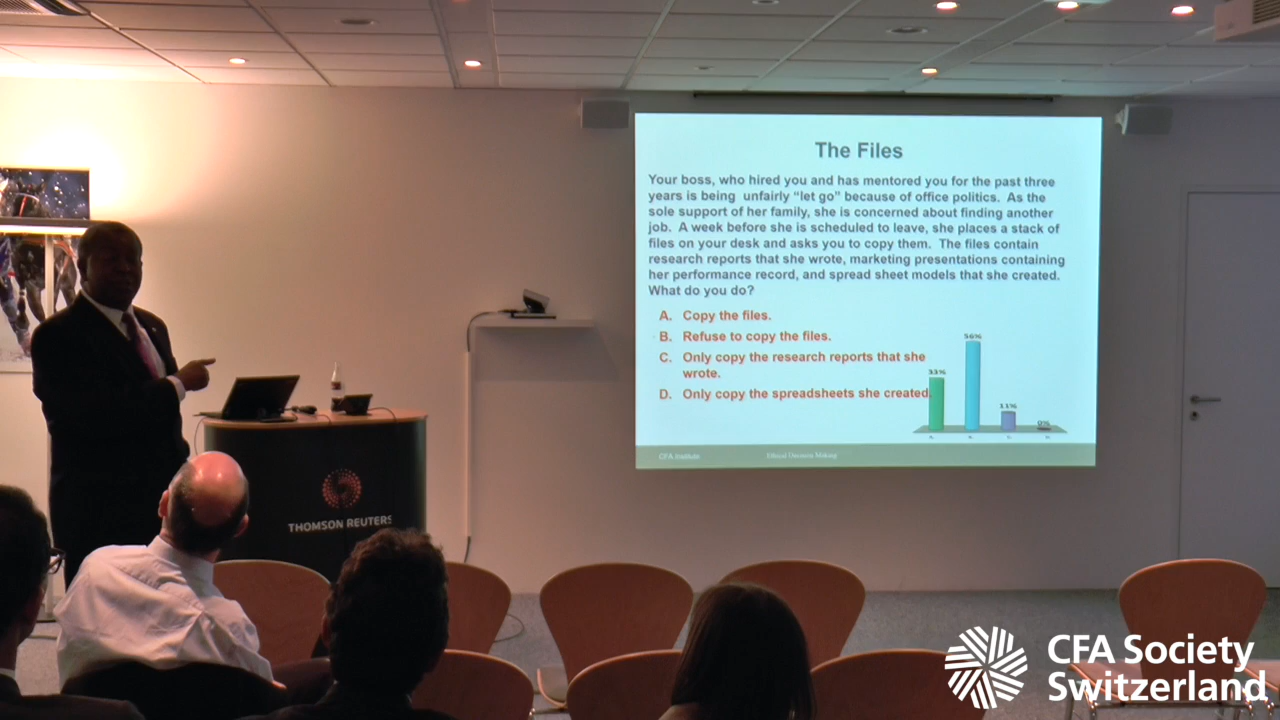 The Files
Your boss, who hired you and has mentored you for the past three
years is being unfairly “let go” because of office politics. As the
sole support of her family, she is concerned about finding another
job. A week before she is scheduled to leave, she places a stack of
files on your desk and asks you to copy them. The files contain
research reports that she wrote, marketing presentations containing
her performance record, and spread sheet models that she created.
What do you do?
A. Copy the files.
B. Refuse to copy the files.
C. Only copy the research reports that she
wrote.
D. Only copy the spreadsheets she created.
33%
56%
11%
0%
A.
B.
C.
D.
CFA Institute
Ethical Decision Making
THOMSON REUTERS
CFA Society
Switzerland